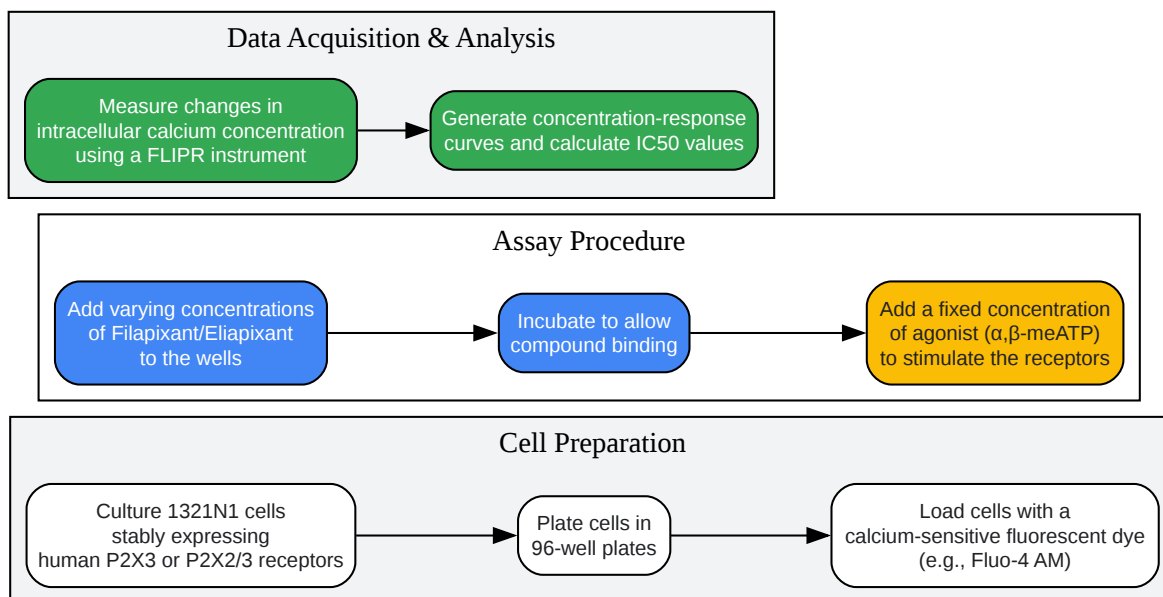 Data Acquisition & Analysis
Measure changes in
intracellular calcium concentration
using a FLIPR instrument
Generate concentration-response
curves and calculate IC50 values
Assay Procedure
Add varying concentrations
of Filapixant/Eliapixant
to the wells
Incubate to allow
compound binding
Add a fixed concentration
of agonist (α,β-meATP)
to stimulate the receptors
Cell Preparation
Culture 1321N1 cells
stably expressing
human P2X3 or P2X2/3 receptors
Plate cells in
96-well plates
Load cells with a
calcium-sensitive fluorescent dye
(e.g., Fluo-4 AM)